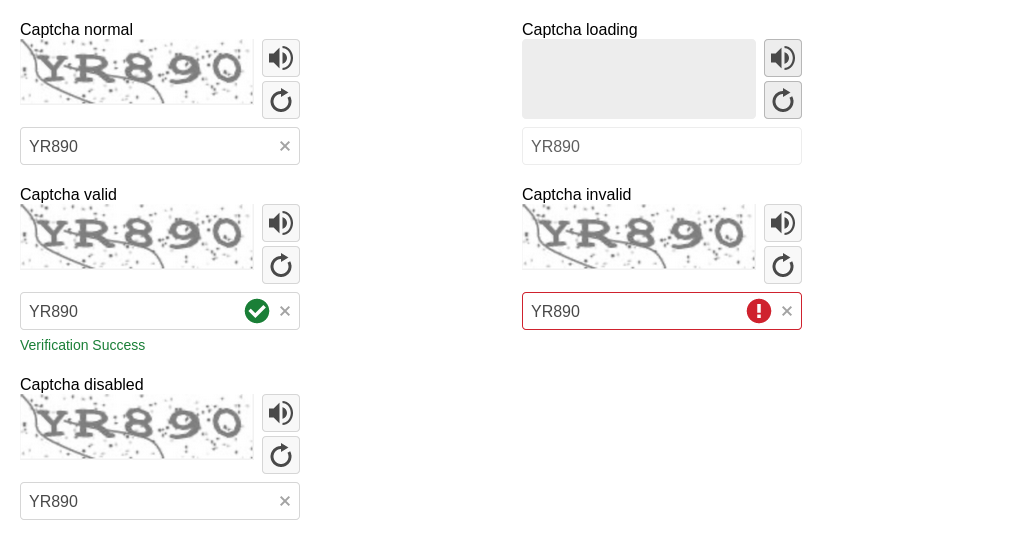 Captcha normal
YR890
YR890
Captcha loading
YR890
Captcha valid
YR890
YR890
Verification Success
Captcha invalid
YR890
YR890
Captcha disabled
YR890
YR890